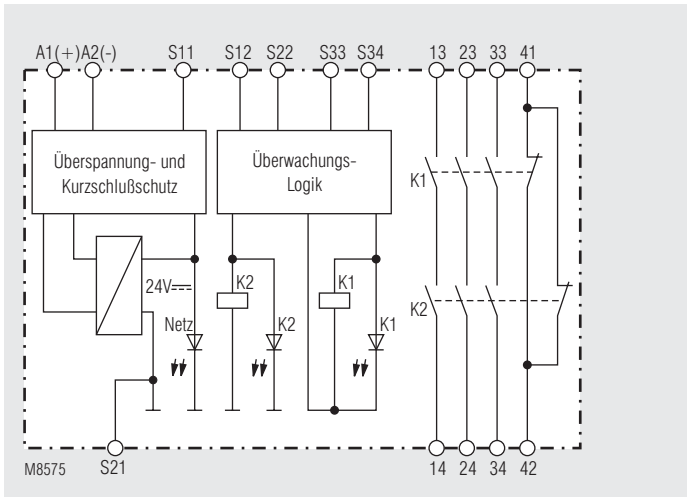 A1(+) A2(-) S11 S12 S22 S33 S34 13 23 33 41
Überspannung- und
Kurzschlußschutz
Überwachungs-
Logik
K1
24V
K2
K1
K2
Netz
K2
K1
M8575
S21
14 24 34 42